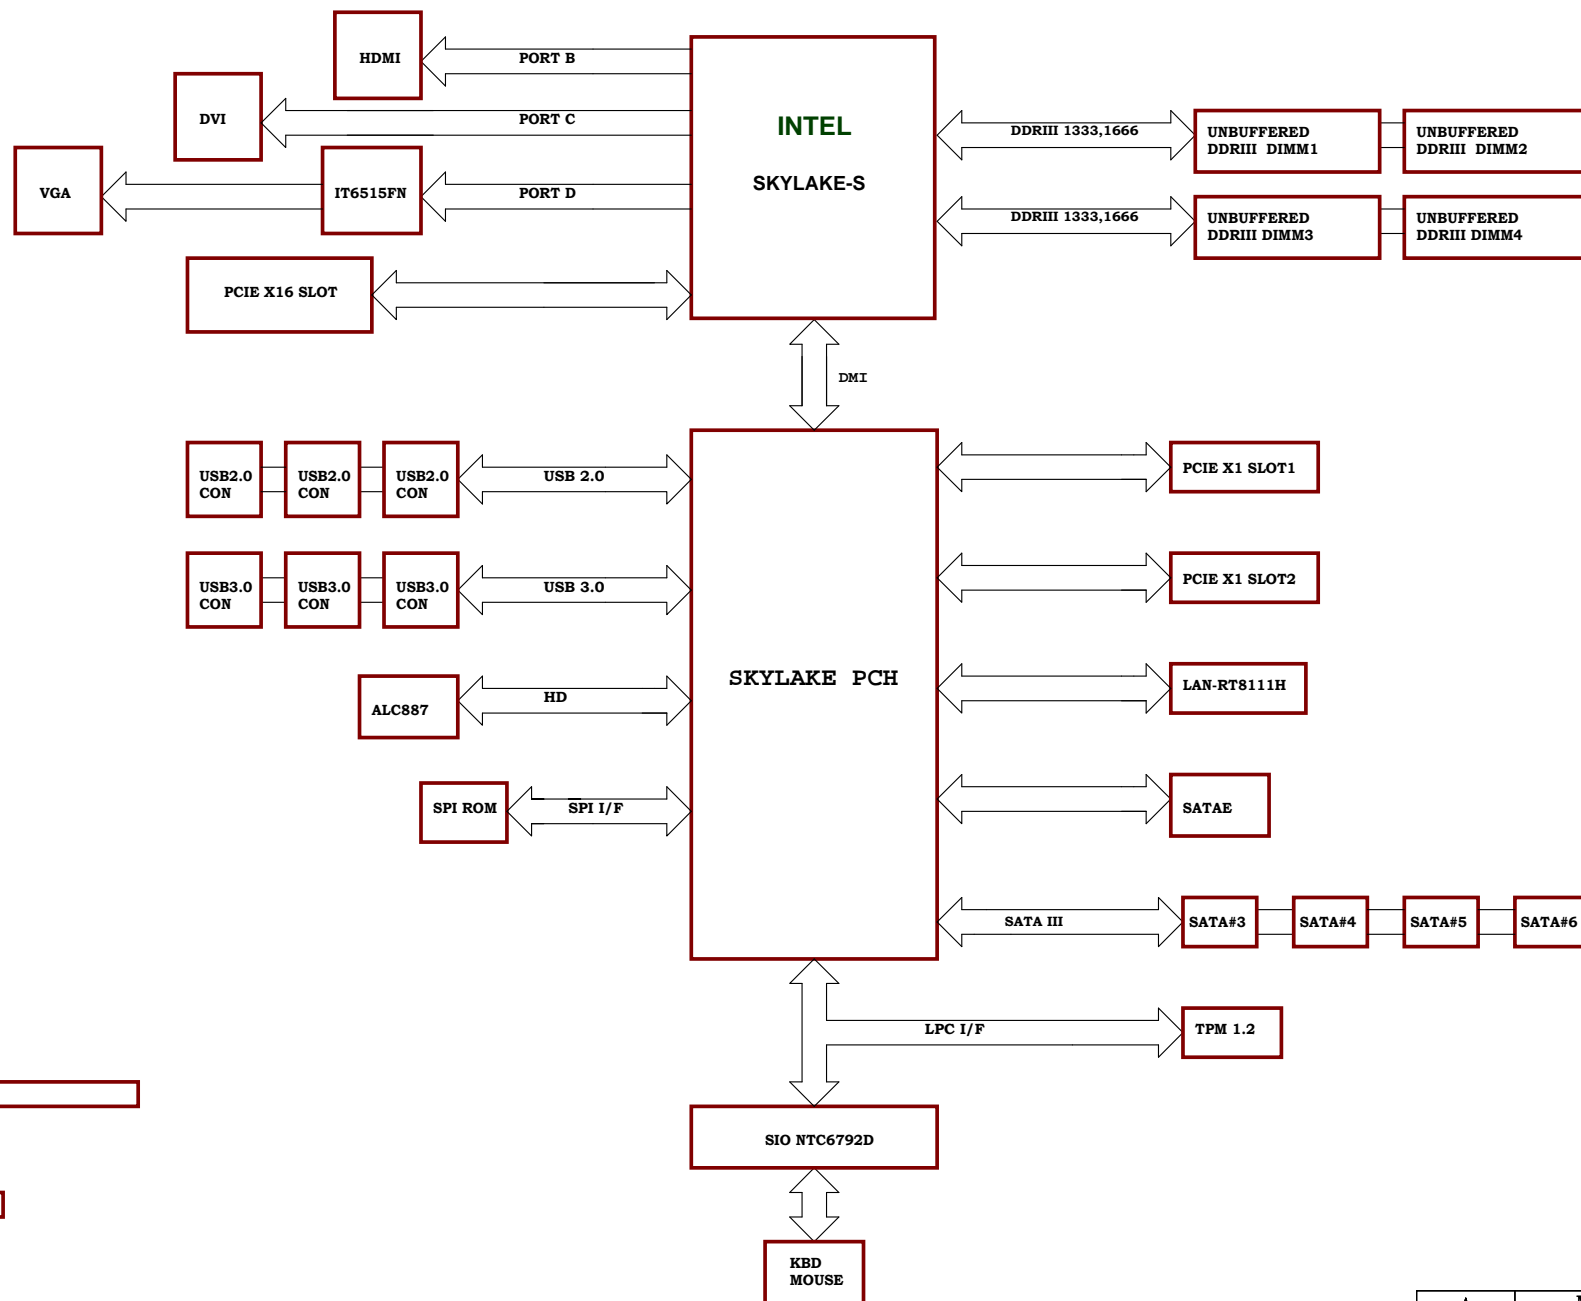 HDMI
PORT B
DVI
PORT C
VGA
IT6515FN
PORT D
PCIE X16 SLOT
INTEL
SKYLAKE-S
DDRIII 1333,1666
UNBUFFERED
DDRIII  DIMM1
UNBUFFERED
DDRIII  DIMM2
DDRIII 1333,1666
UNBUFFERED
DDRIII DIMM3
UNBUFFERED
DDRIII DIMM4
DMI
USB2.0
CON
USB2.0
CON
USB2.0
CON
USB 2.0
USB3.0
CON
USB3.0
CON
USB3.0
CON
USB 3.0
ALC887
HD
SPI ROM
SPI I/F
SKYLAKE PCH
PCIE X1 SLOT1
PCIE X1 SLOT2
LAN-RT8111H
SATAE
SATA III
SATA#3
SATA#4
SATA#5
SATA#6
LPC I/F
TPM 1.2
SIO NTC6792D
KBD
MOUSE